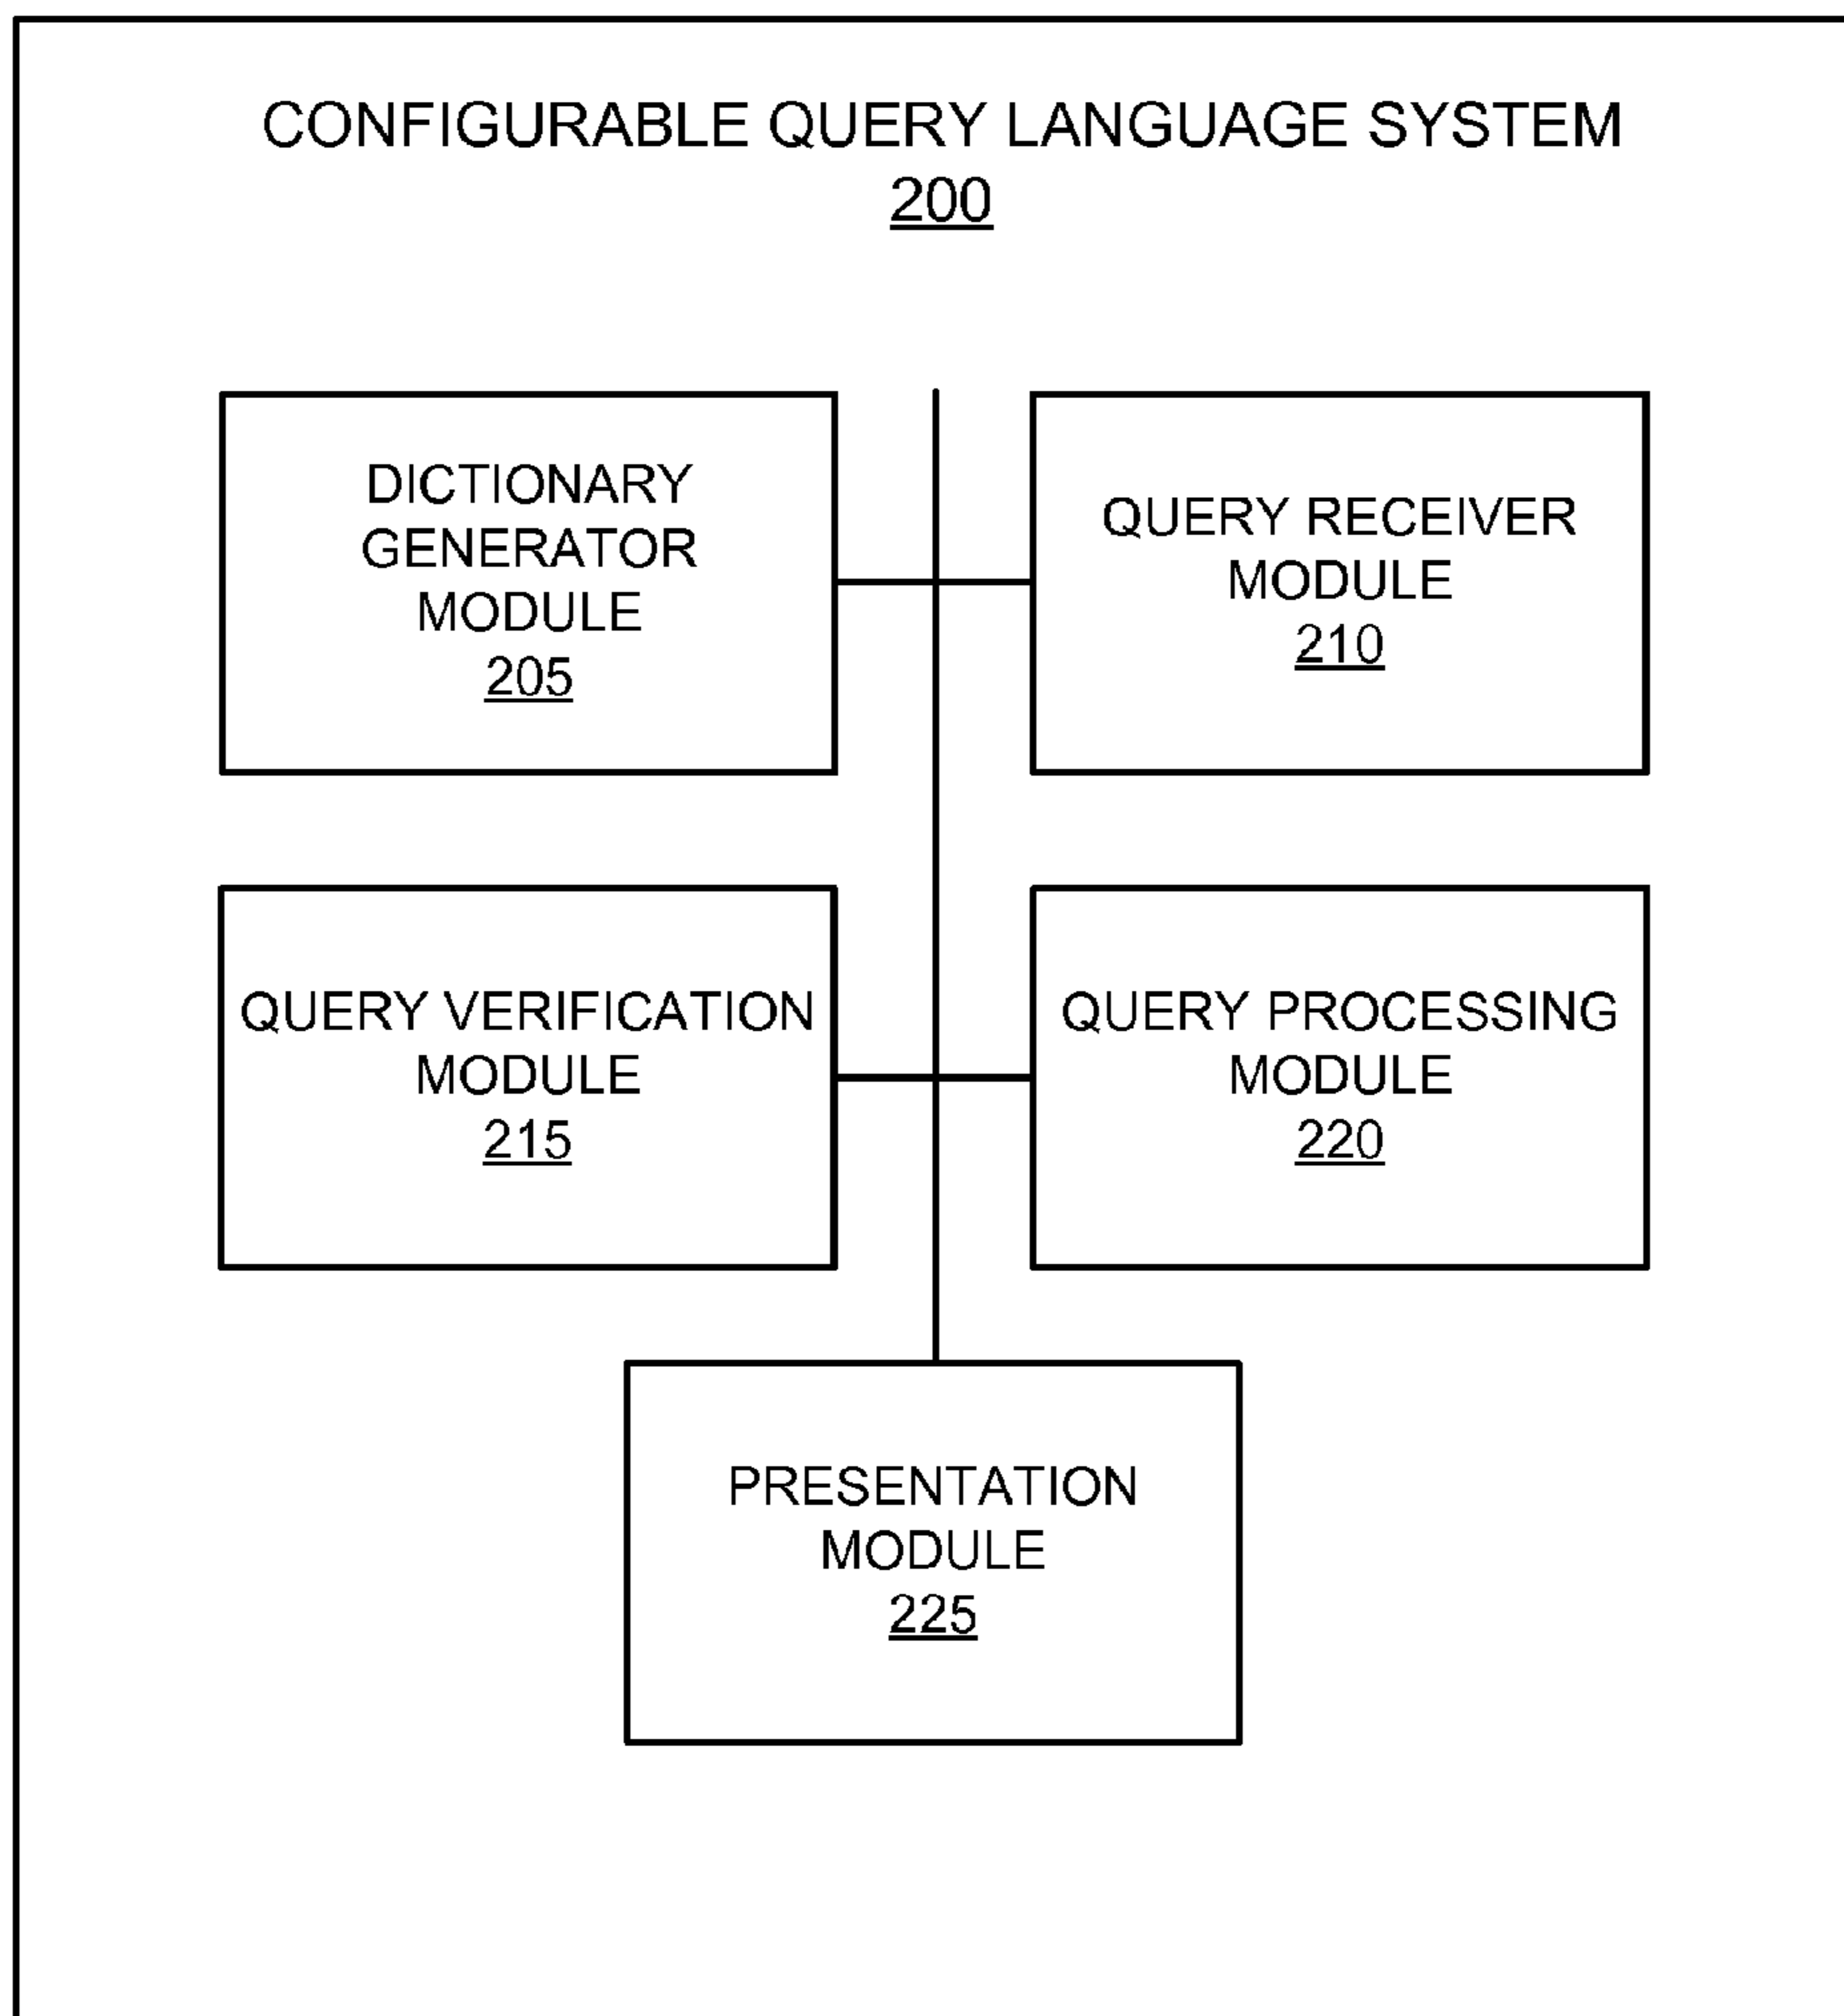 CONFIGURABLE QUERY LANGUAGE SYSTEM
200
DICTIONARY
GENERATOR
MODULE
205
QUERY RECEIVER
MODULE
210
QUERY VERIFICATION
MODULE
215
QUERY PROCESSING
MODULE
220
PRESENTATION
MODULE
225